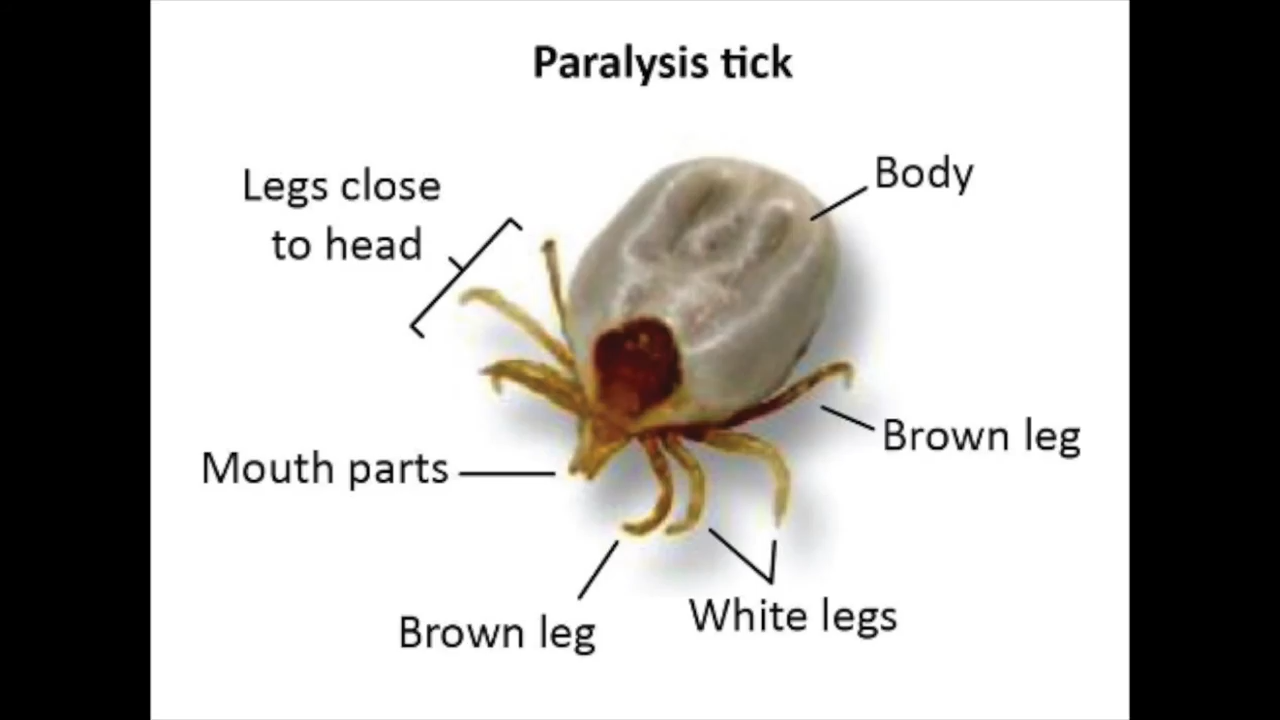 Paralysis tick
Legs close
to head
Body
Brown leg
Mouth parts
Brown leg
White legs